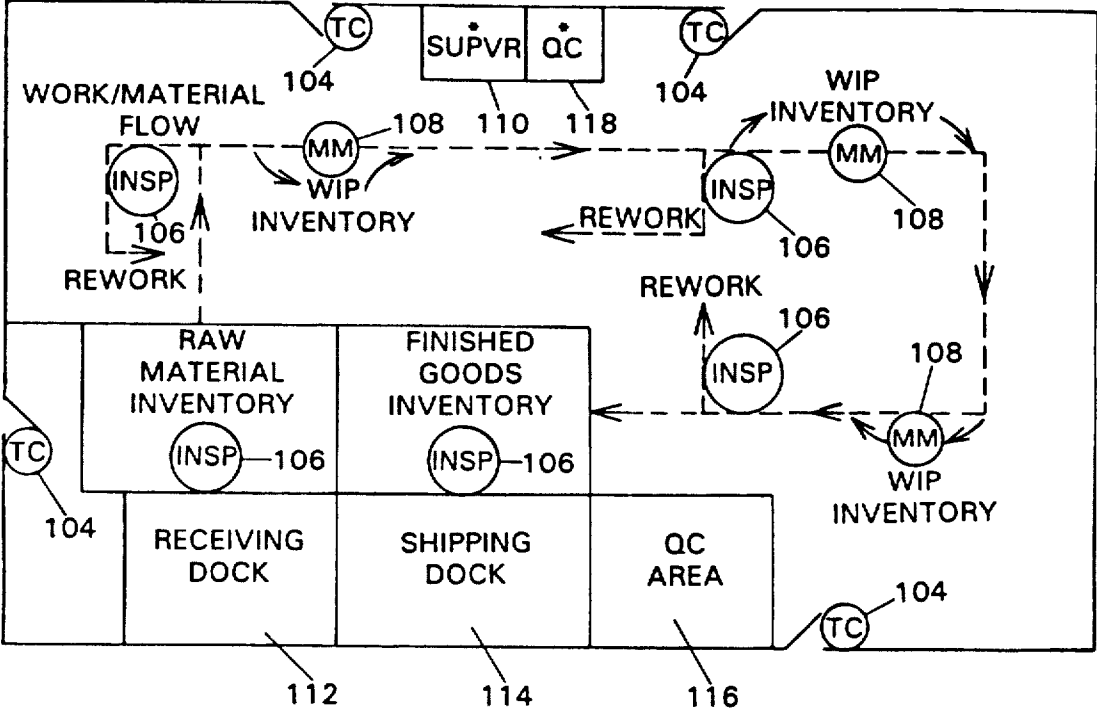 TC
104
*
SUPVR
110
*
QC
118
TC
104
WORK/MATERIAL
FLOW
MM
108
WIP
INVENTORY
INSP
106
REWORK
WIP
INVENTORY
MM
108
INSP
106
REWORK
REWORK
INSP
106
108
MM
WIP
INVENTORY
RAW
MATERIAL
INVENTORY
INSP
106
FINISHED
GOODS
INVENTORY
INSP
106
TC
104
RECEIVING
DOCK
112
SHIPPING
DOCK
114
QC
AREA
116
TC
104